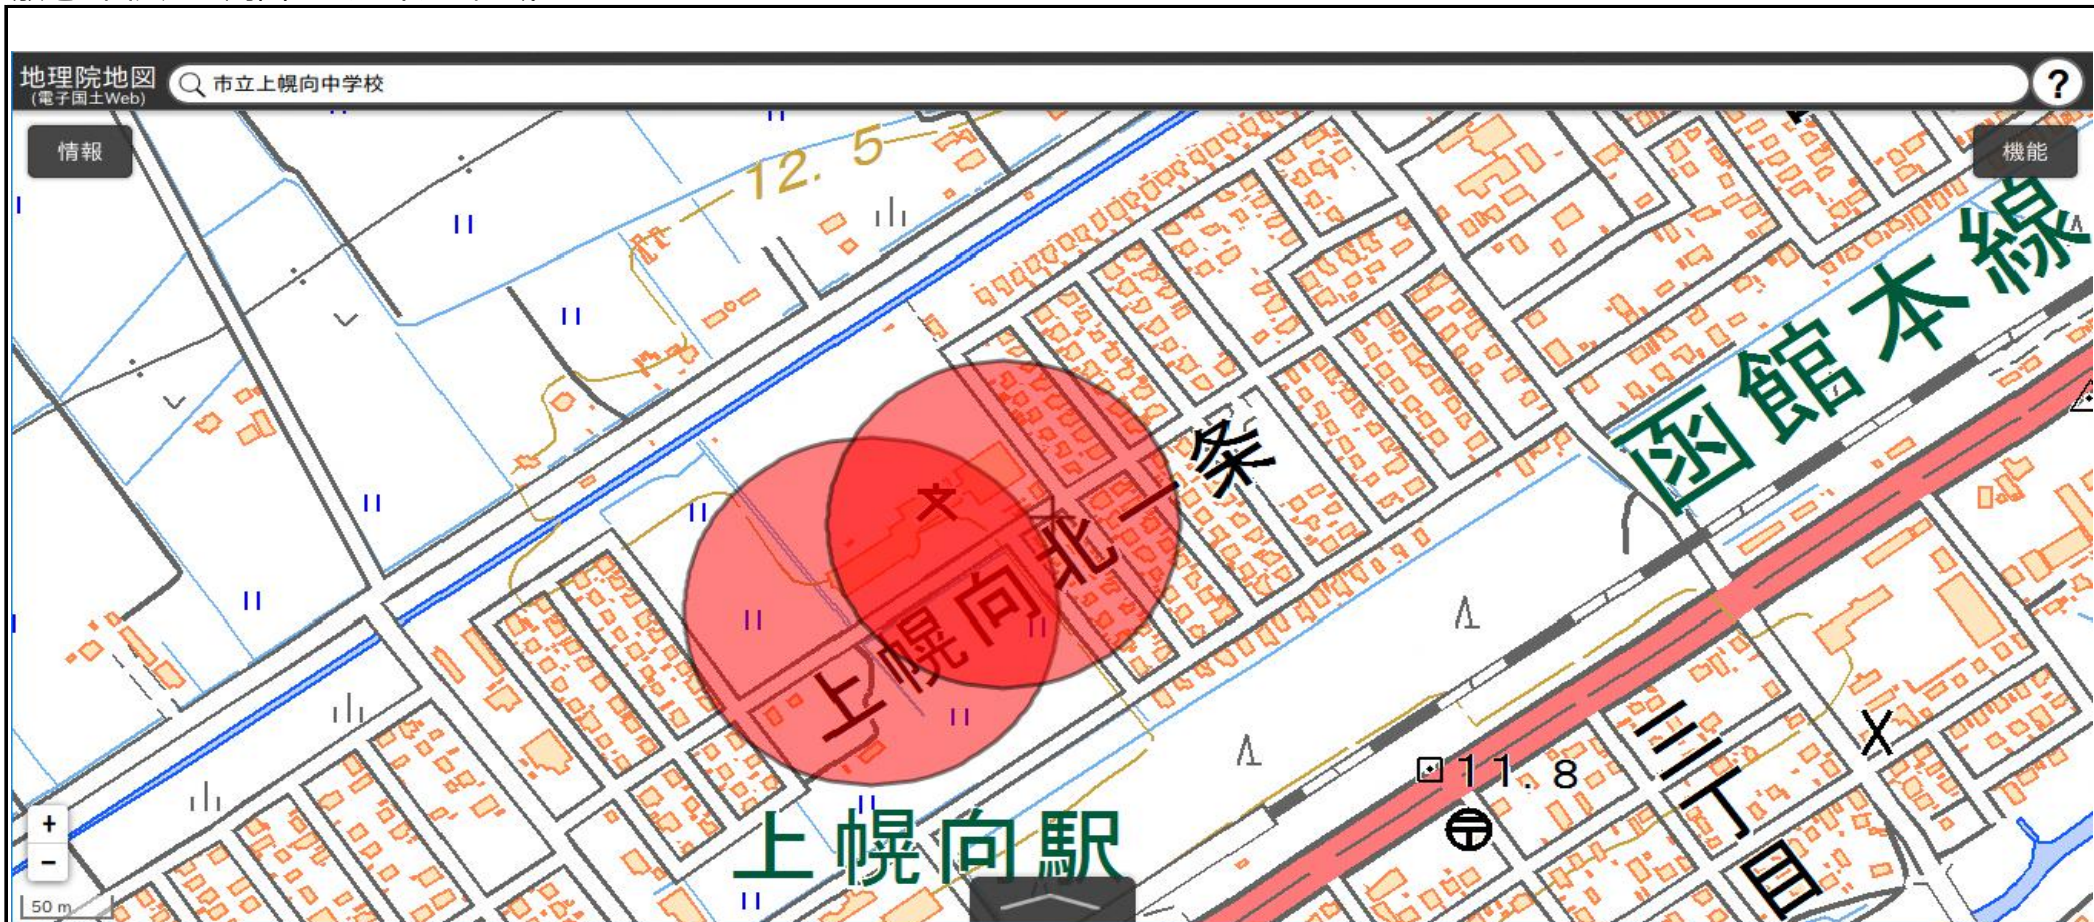 地理院地図
(電子国土Web)
市立上幌向中学校
?
情報
機能
12.5
函館本線
上幌向北一条
11.8
三丁目
上幌向駅
+
−
50 m